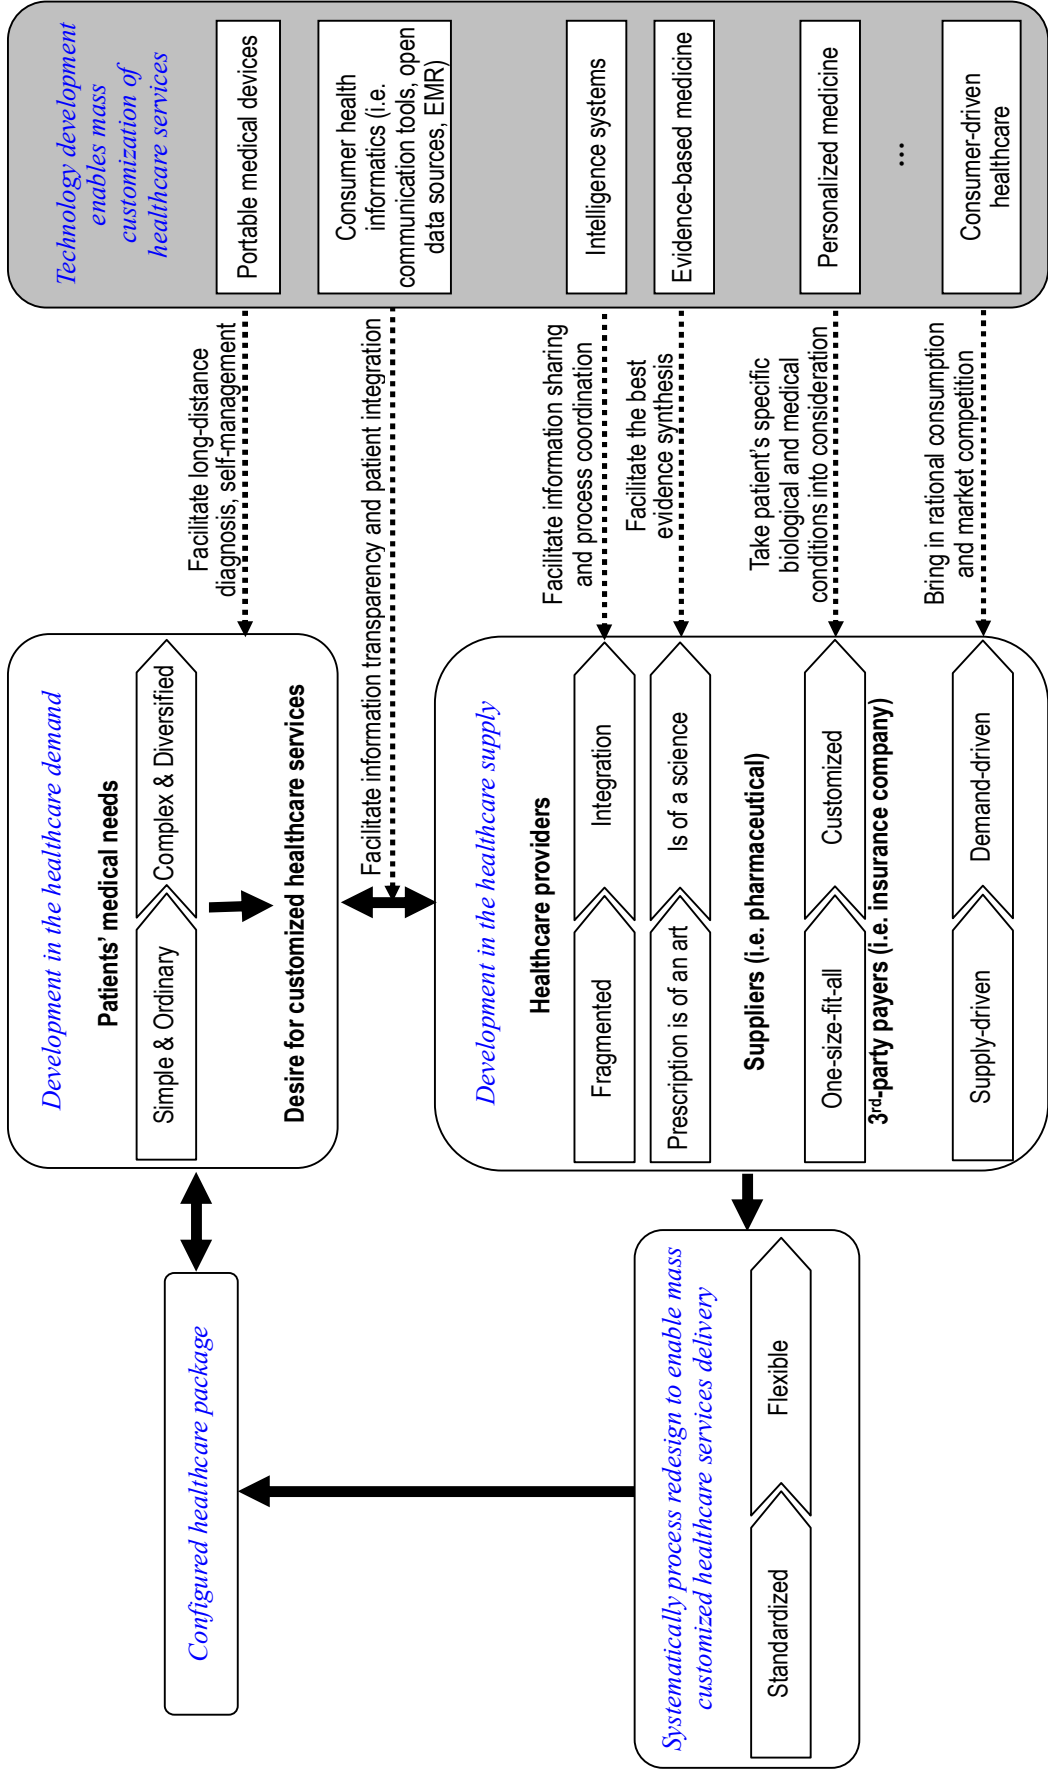 Configured healthcare package
Systematically process redesign to enable mass
customized healthcare services delivery
Standardized
Flexible
Development in the healthcare demand
Patients' medical needs
Simple & Ordinary
Complex & Diversified
Desire for customized healthcare services
Development in the healthcare supply
Healthcare providers
Fragmented
Integration
Prescription is of an art
Is of a science
Suppliers (i.e. pharmaceutical)
One-size-fit-all
Customized
3rd-party payers (i.e. insurance company)
Supply-driven
Demand-driven
Facilitate long-distance
diagnosis, self-management
Facilitate information transparency and patient integration
Facilitate information sharing
and process coordination
Facilitate the best
evidence synthesis
Take patient's specific
biological and medical
conditions into consideration
Bring in rational consumption
and market competition
Technology development
enables mass
customization of
healthcare services
Portable medical devices
Consumer health
informatics (i.e.
communication tools, open
data sources, EMR)
Intelligence systems
Evidence-based medicine
Personalized medicine
...
Consumer-driven
healthcare